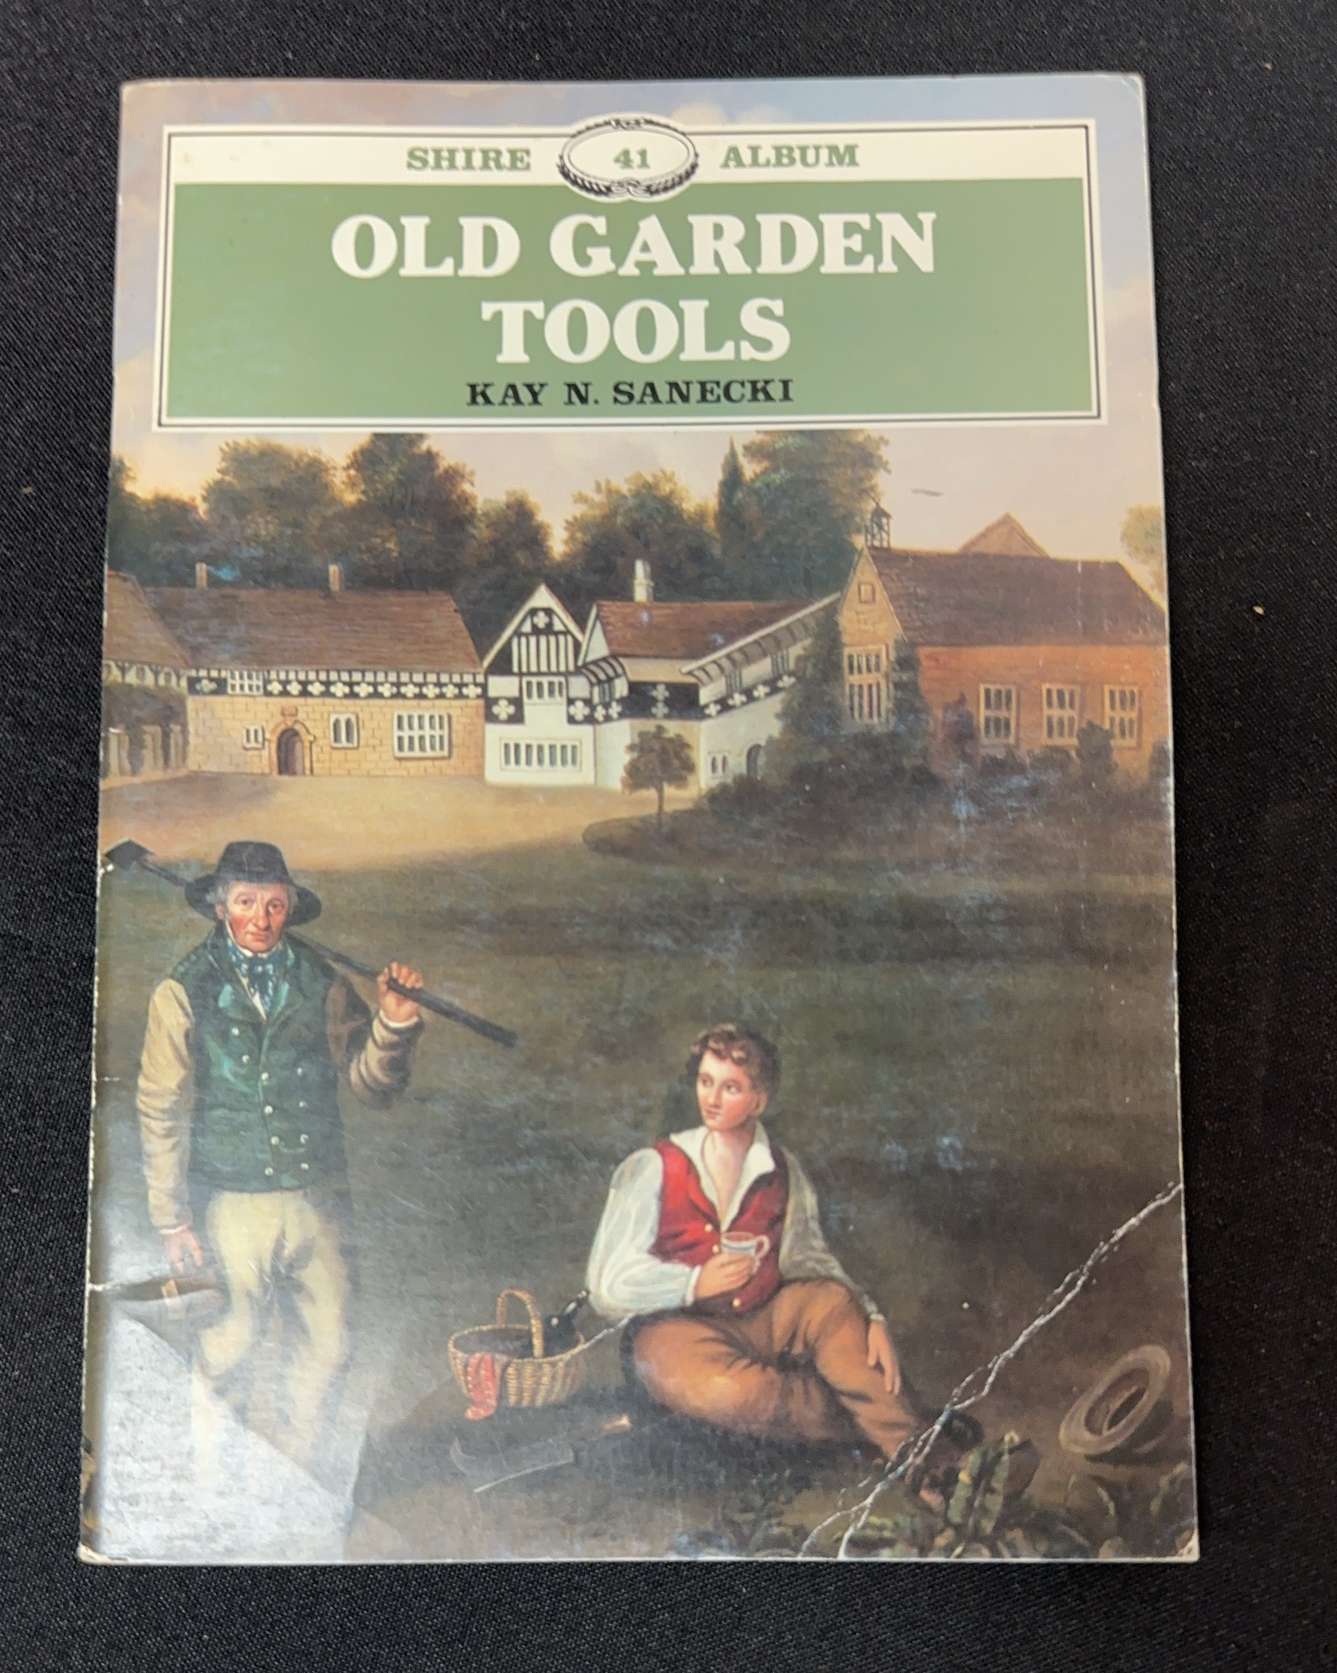 SHIRE 41 ALBUM
OLD GARDEN
TOOLS
KAY N. SANECKI